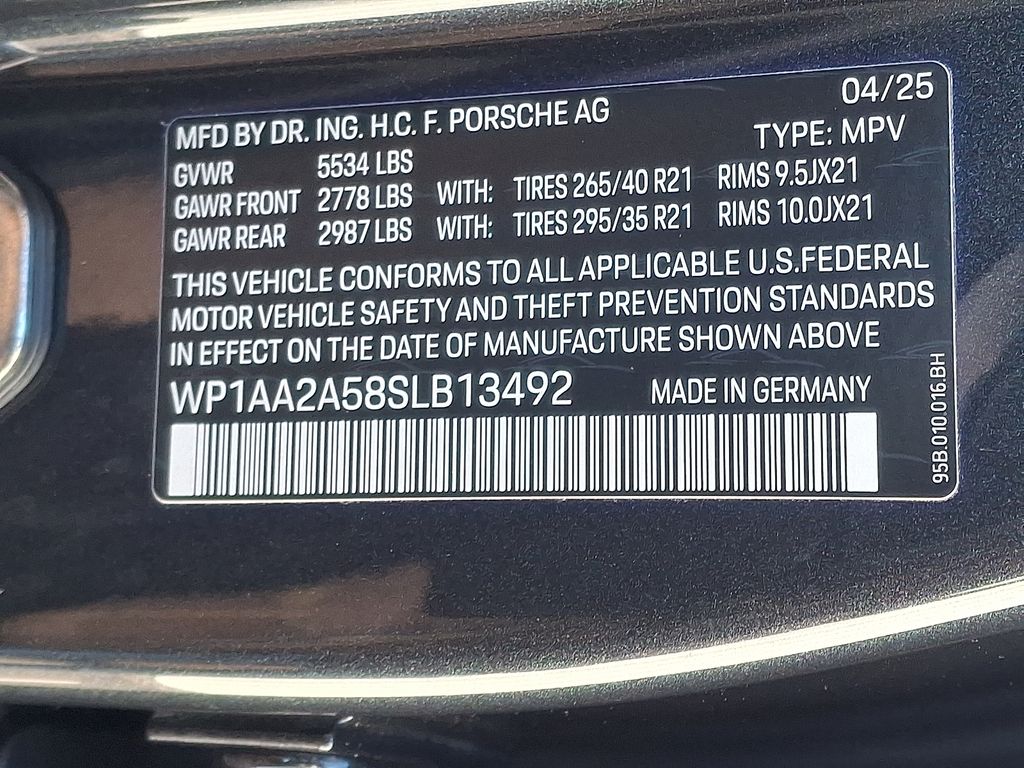 04/25
MFD BY DR. ING. H.C. F. PORSCHE AG
TYPE: MPV
GVWR 5534 LBS
GAWR FRONT 2778 LBS WITH: TIRES 265/40 R21 RIMS 9.5JX21
GAWR REAR 2987 LBS WITH: TIRES 295/35 R21 RIMS 10.0JX21
THIS VEHICLE CONFORMS TO ALL APPLICABLE U.S.FEDERAL
MOTOR VEHICLE SAFETY AND THEFT PREVENTION STANDARDS
IN EFFECT ON THE DATE OF MANUFACTURE SHOWN ABOVE
WP1AA2A58SLB13492 MADE IN GERMANY
95B.010.016.BH